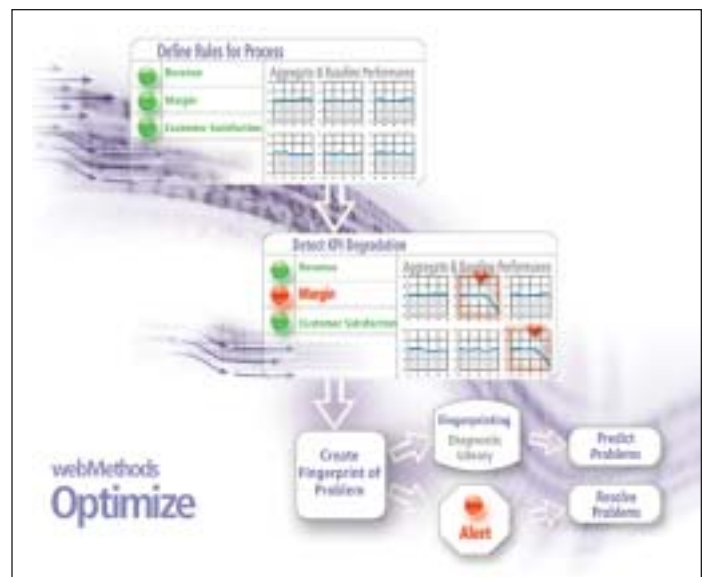 Define Rules for Process
Revenue
Margin
Customer Satisfaction
Aggregate & Baseline Performance
Detect KPI Degradation
Revenue
Margin
Customer Satisfaction
Aggregate & Baseline Performance
Create
Fingerprint of
Problem
Fingerprinting
Diagnostic
Library
Predict
Problems
Alert
Resolve
Problems
webMethods
Optimize